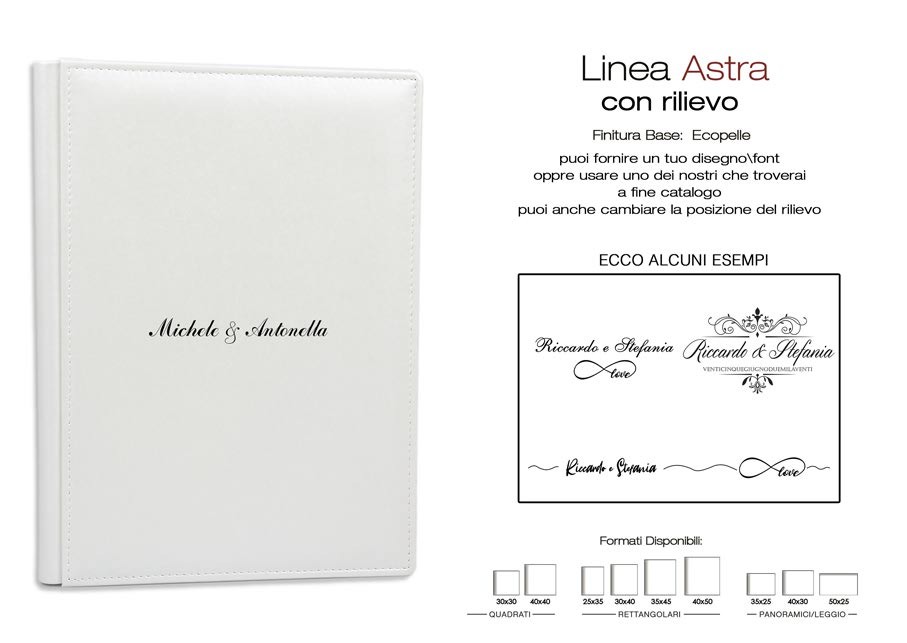 Michele & Antonella
Linea Astra
con rilievo
Finitura Base: Ecopelle
puoi fornire un tuo disegno\font
oppre usare uno dei nostri che troverai
a fine catalogo
puoi anche cambiare la posizione del rilievo
ECCO ALCUNI ESEMPI
Riccardo e Stefania
love
Riccardo & Stefania
VENTICINQUEGIUGNODUEMILAVENTI
Riccardo e Stefania
love
Formati Disponibili:
30x30 40x40 25x35 30x40 35x45 40x50 35x25 40x30 50x25
QUADRATI RETTANGOLARI PANORAMICI/LEGGIO